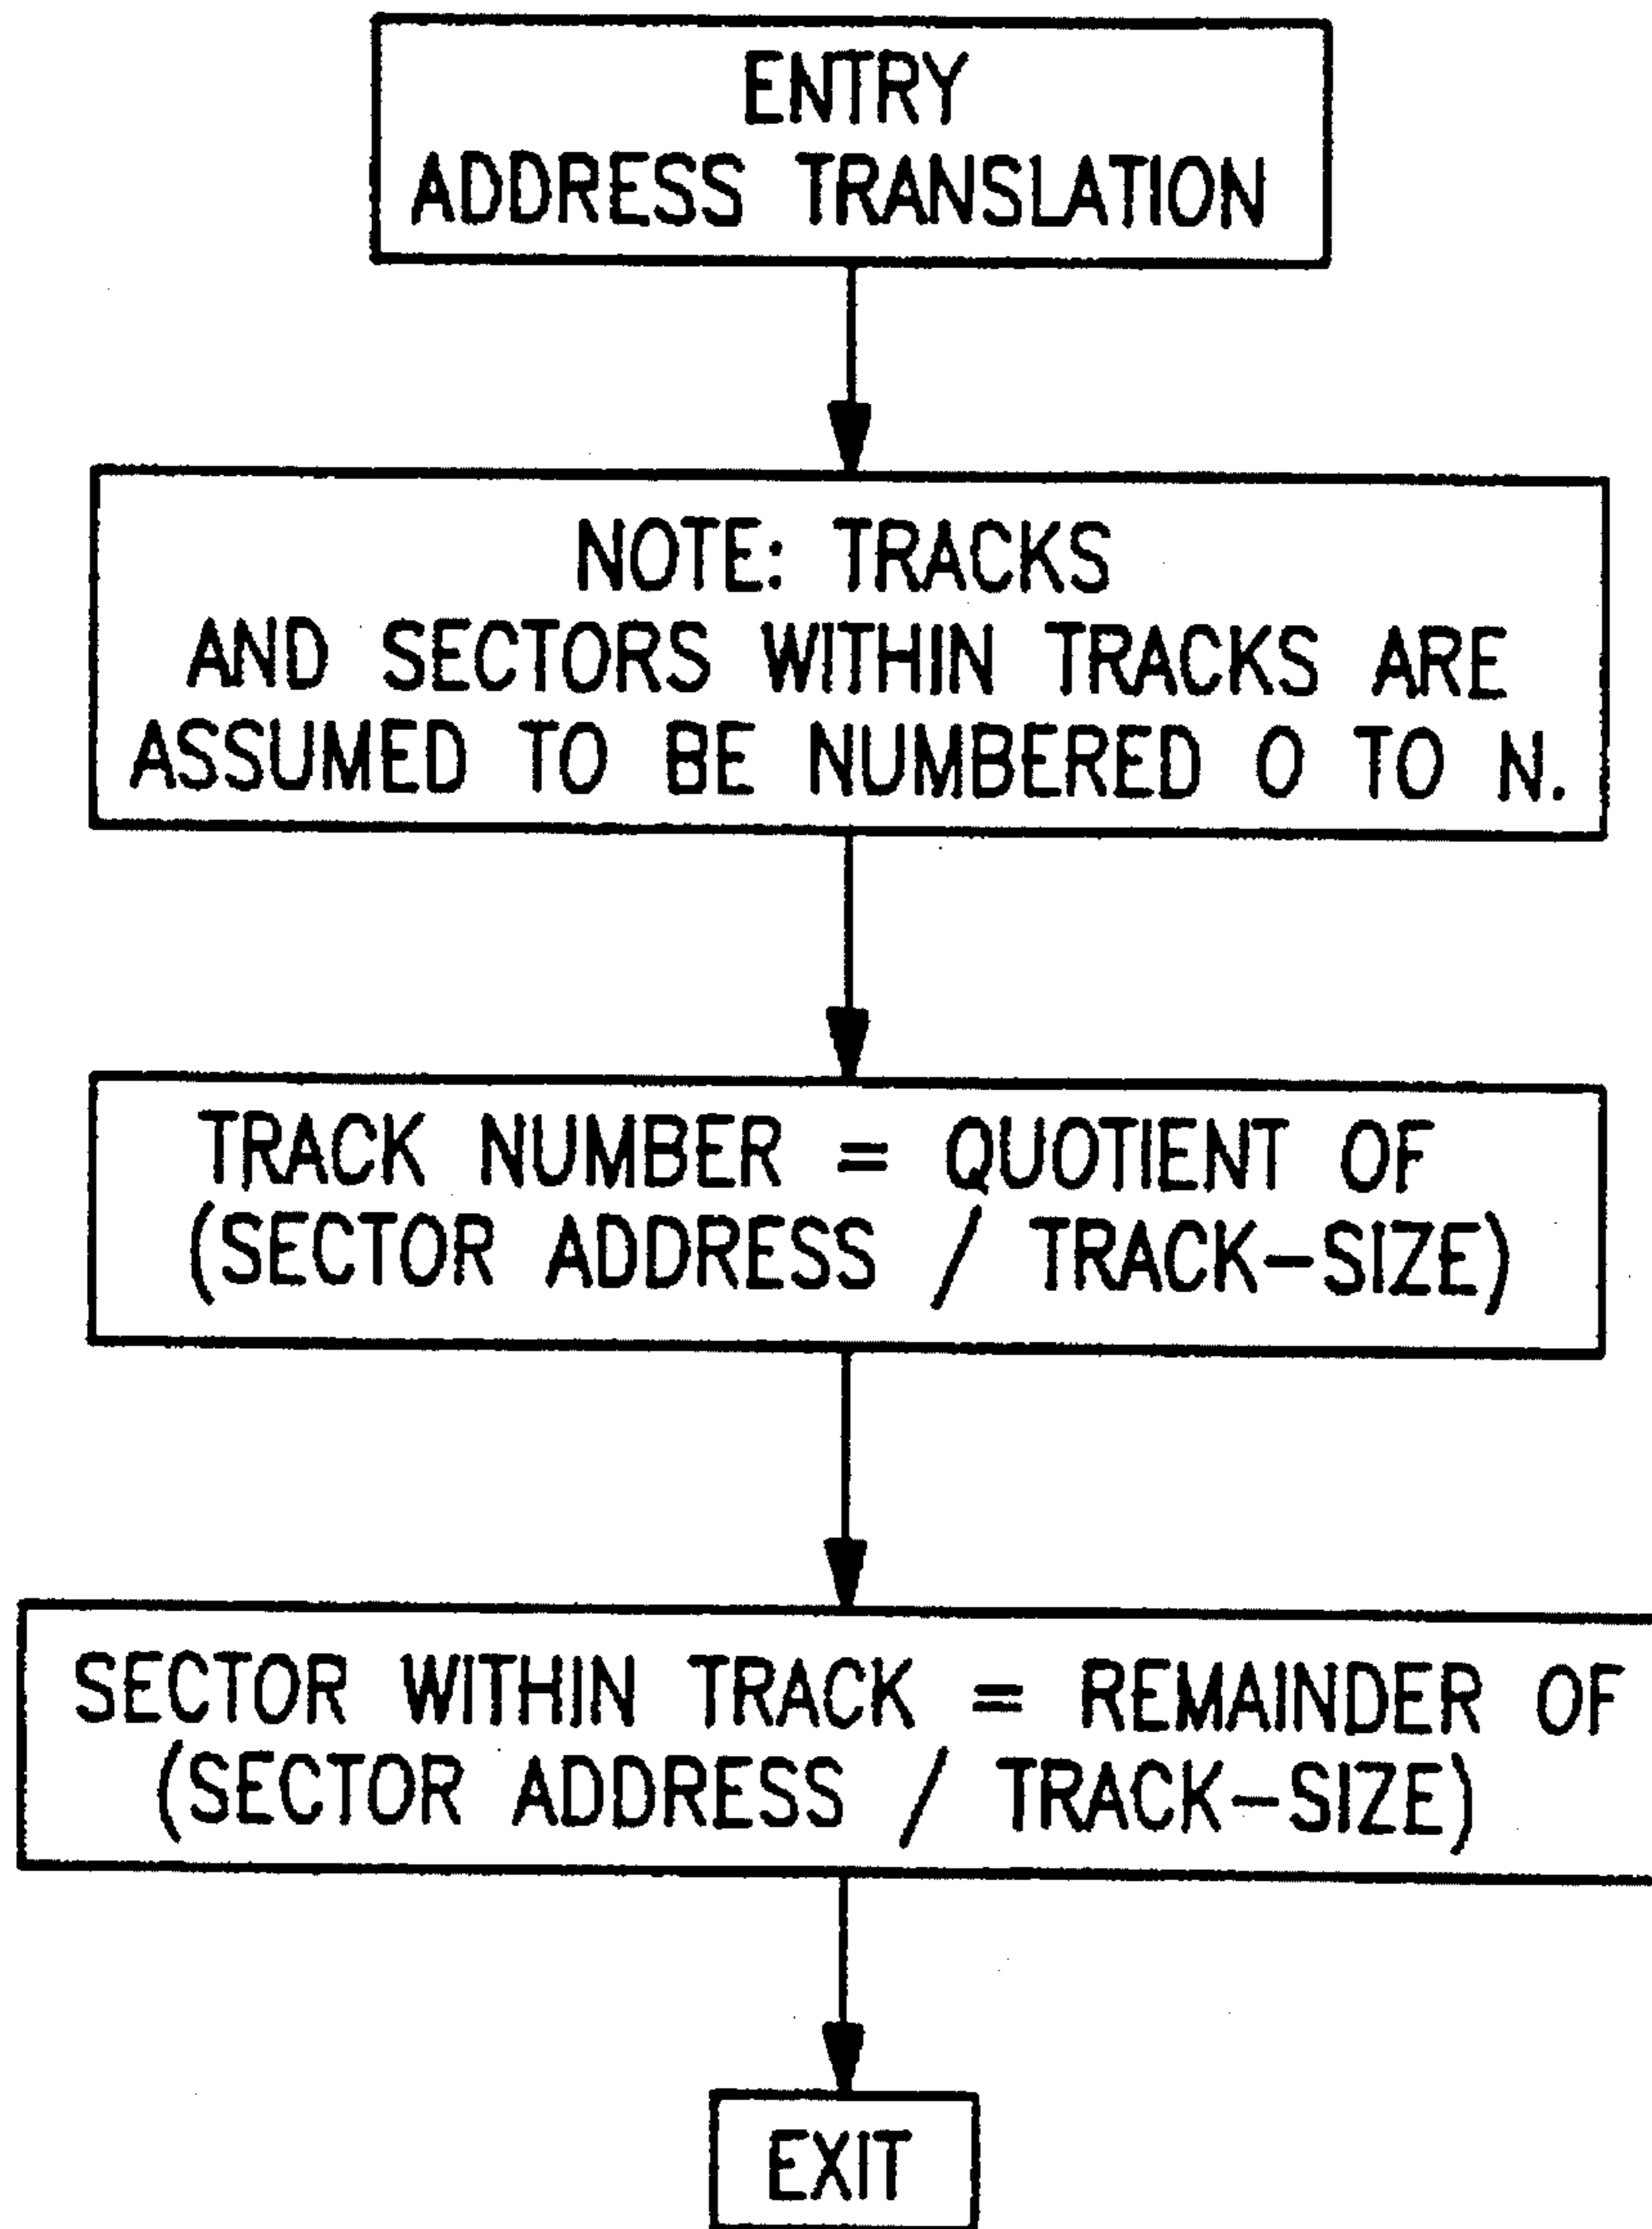 ENTRY
ADDRESS TRANSLATION
NOTE: TRACKS
AND SECTORS WITHIN TRACKS ARE
ASSUMED TO BE NUMBERED 0 TO N.
TRACK NUMBER = QUOTIENT OF
(SECTOR ADDRESS / TRACK-SIZE)
SECTOR WITHIN TRACK = REMAINDER OF
(SECTOR ADDRESS / TRACK-SIZE)
EXIT